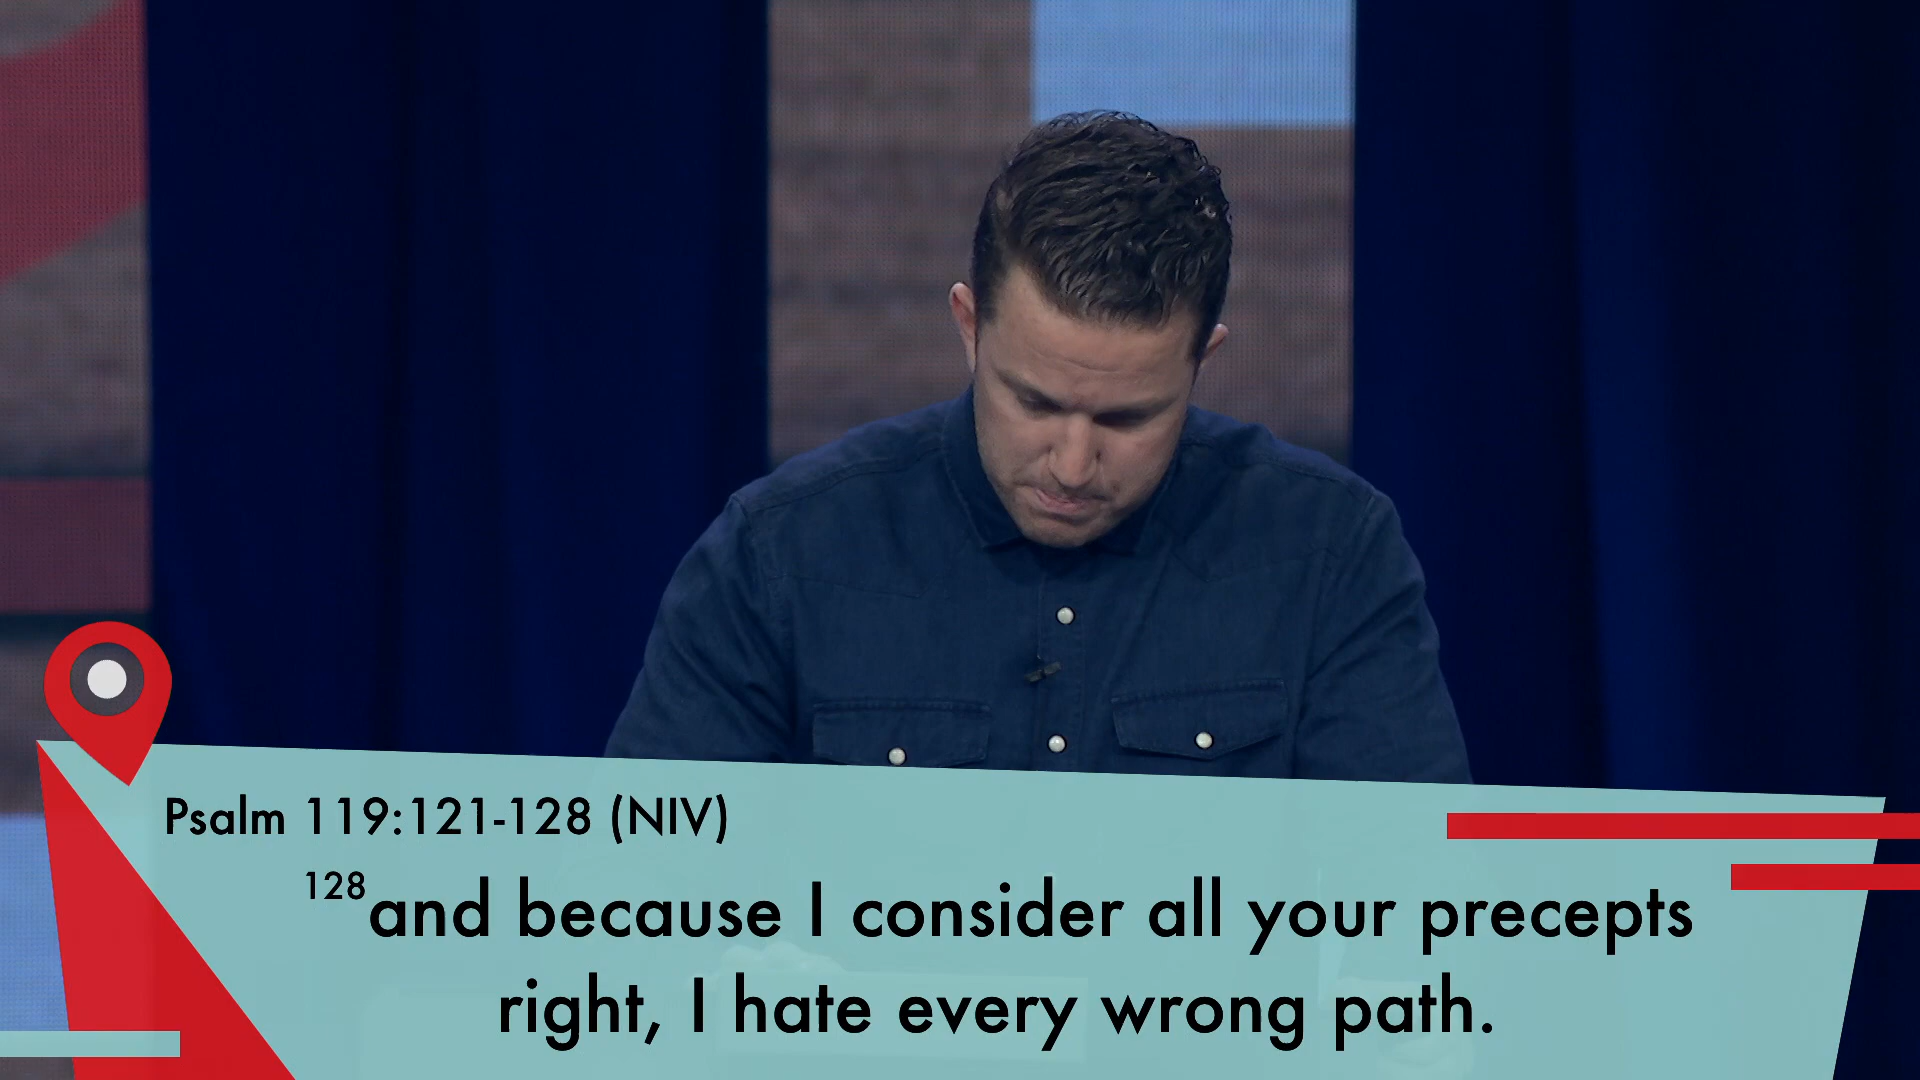 Psalm 119:121-128 (NIV)
128and because I consider all your precepts
right, I hate every wrong path.